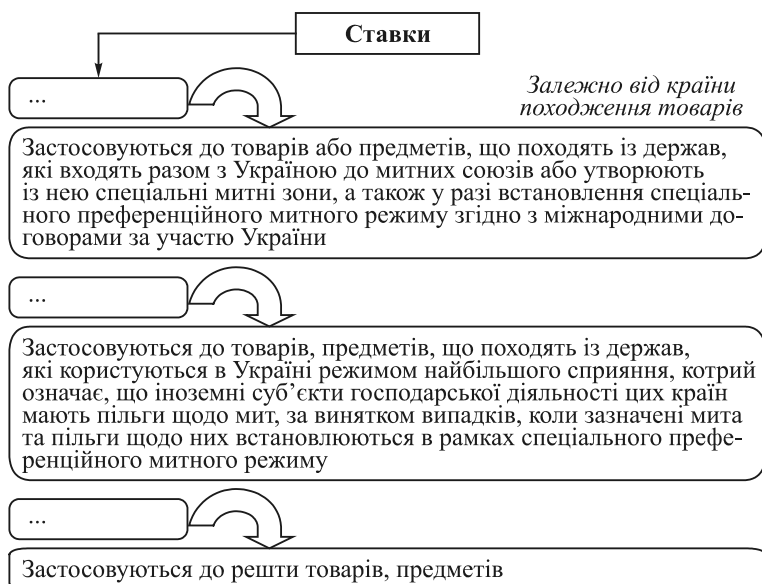 Ставки
...
Залежно від країни
походження товарів
Застосовуються до товарів або предметів, що походять із держав,
які входять разом з Україною до митних союзів або утворюють
із нею спеціальні митні зони, а також у разі встановлення спеціаль-
ного преференційного митного режиму згідно з міжнародними до-
говорами за участю України
...
Застосовуються до товарів, предметів, що походять із держав,
які користуються в Україні режимом найбільшого сприяння, котрий
означає, що іноземні суб’єкти господарської діяльності цих країн
мають пільги щодо мит, за винятком випадків, коли зазначені мита
та пільги щодо них встановлюються в рамках спеціального префе-
ренційного митного режиму
...
Застосовуються до решти товарів, предметів